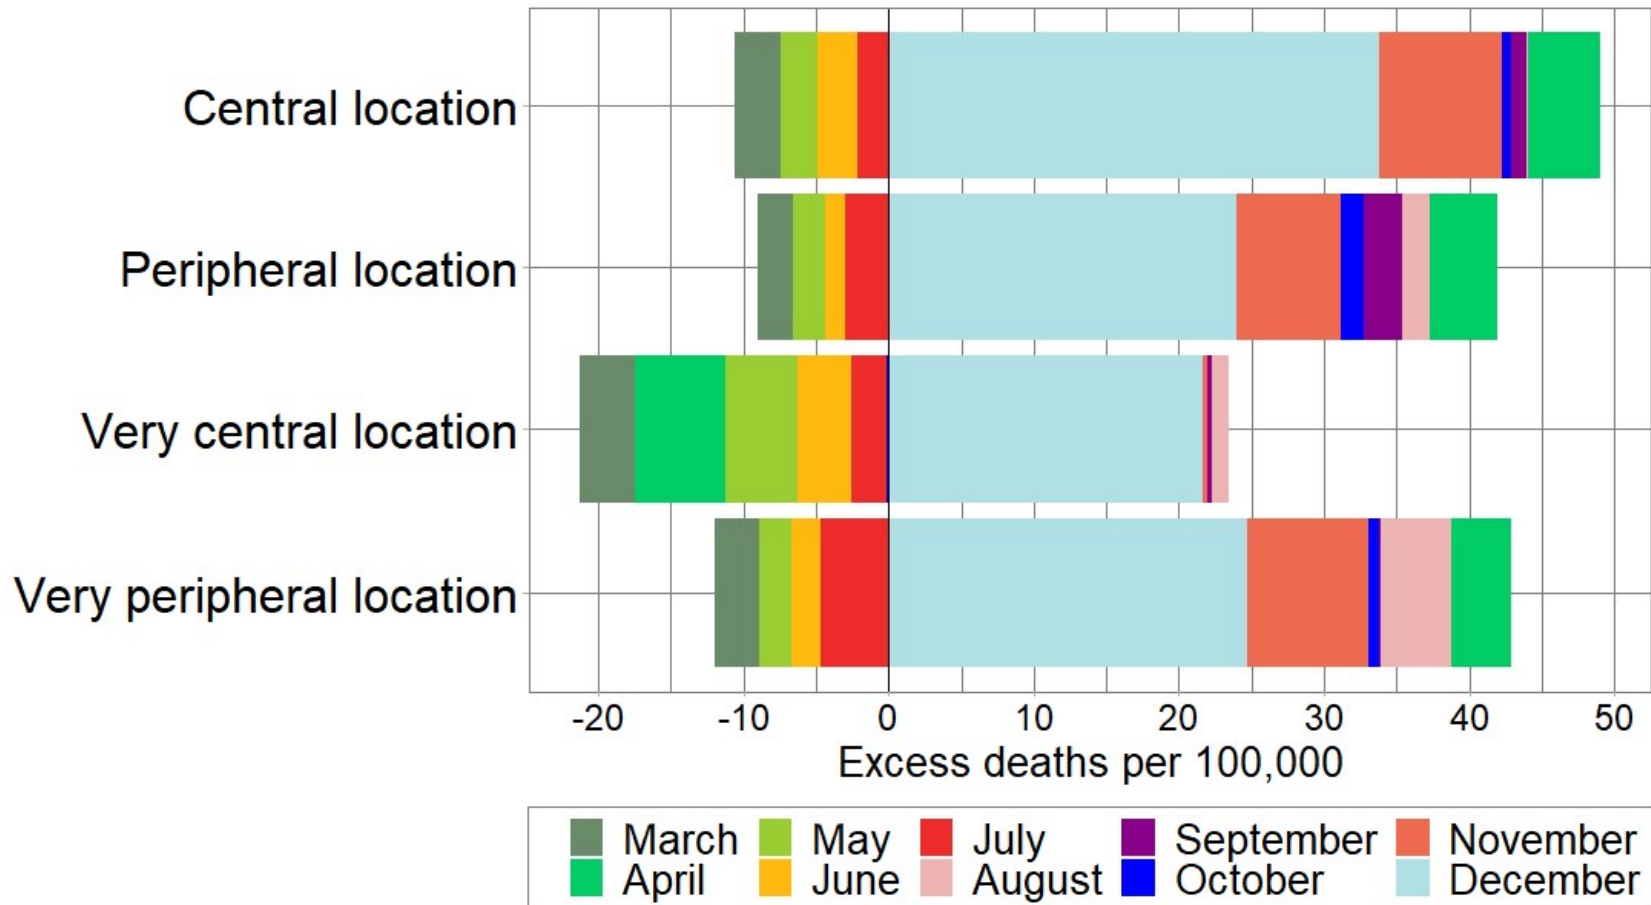 Central location
Peripheral location
Very central location
Very peripheral location
-20 -10 0 10 20 30 40 50
Excess deaths per 100,000
March May July September November
April June August October December